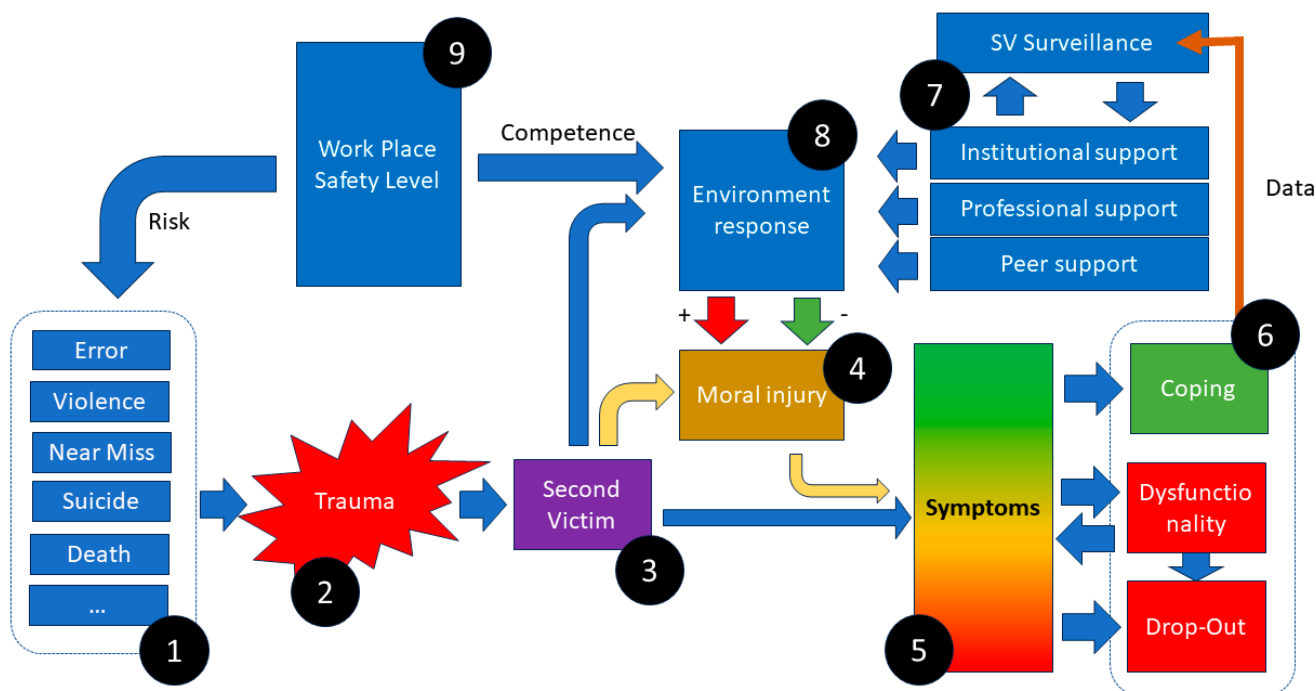 9
SV Surveillance
7
Competence
8
Work Place
Safety Level
Institutional support
Environment
response
Professional support
Data
Risk
Peer support
+
-
6
Error
4
Moral injury
Coping
Violence
Near Miss
Suicide
Trauma
Second
Victim
Symptoms
Dysfunctio
nality
Death
2
3
...
1
5
Drop-Out